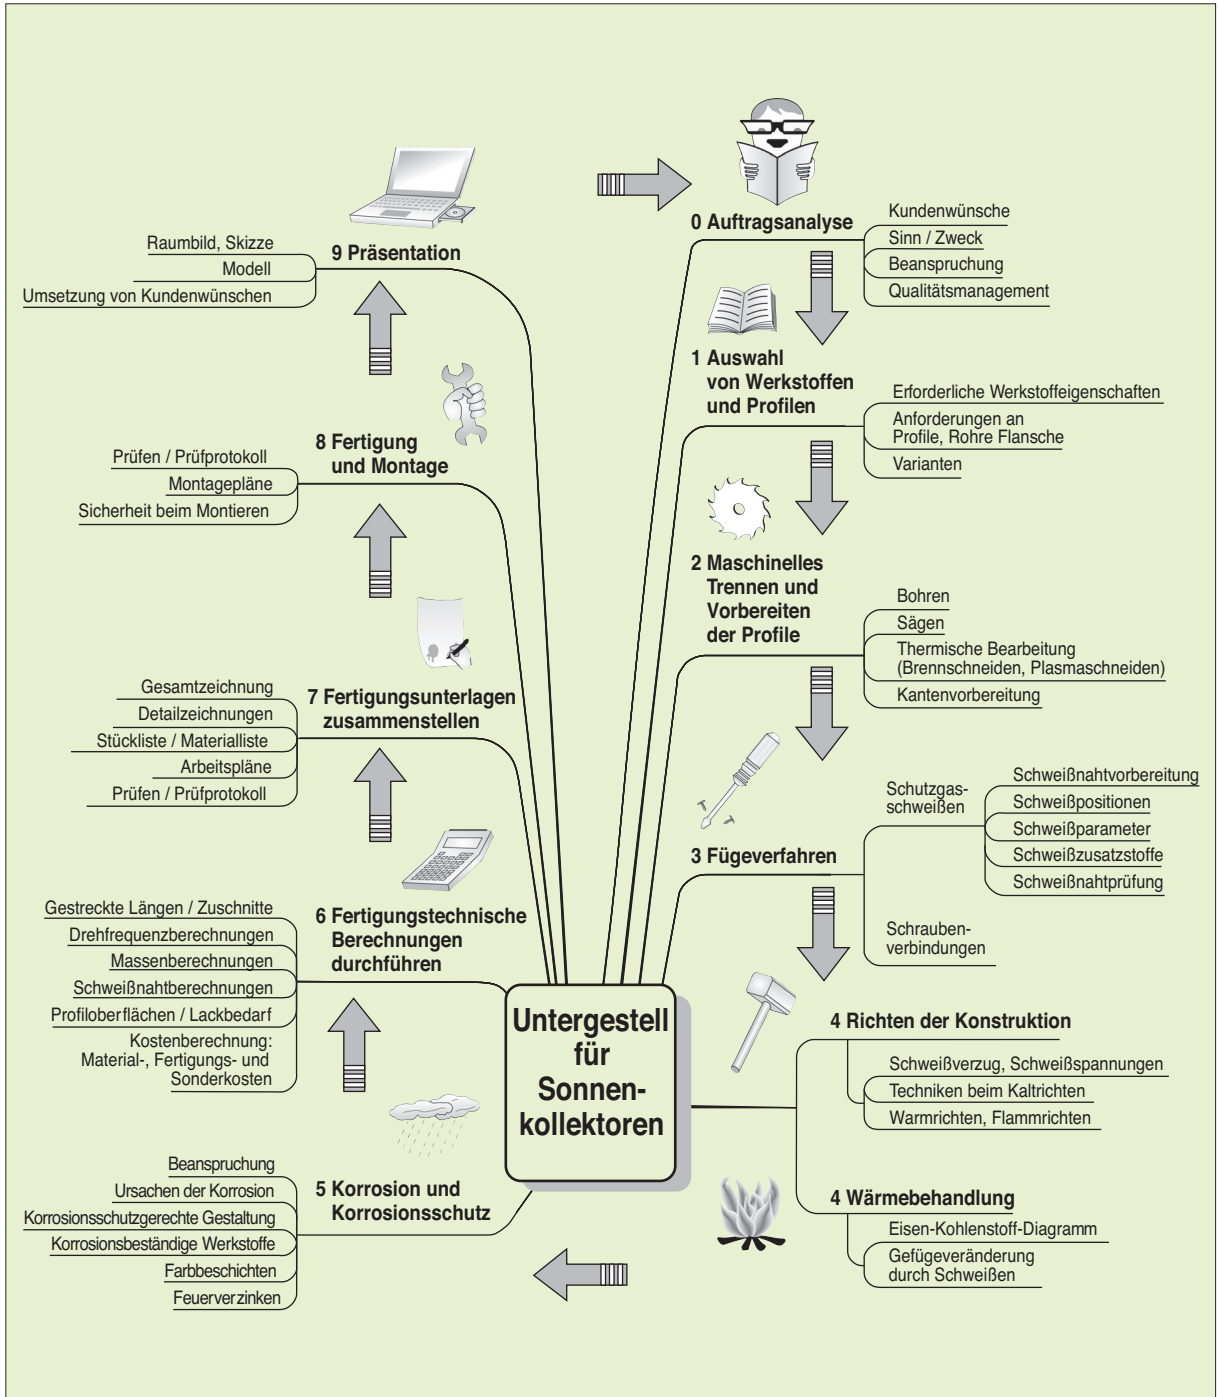 0 Auftragsanalyse
Kundenwünsche
Sinn / Zweck
Beanspruchung
Qualitätsmanagement
1 Auswahl
von Werkstoffen
und Profilen
Erforderliche Werkstoffeigenschaften
Anforderungen an
Profile, Rohre Flansche
Varianten
2 Maschinelles
Trennen und
Vorbereiten
der Profile
Bohren
Sägen
Thermische Bearbeitung
(Brennschneiden, Plasmaschneiden)
Kantenvorbereitung
3 Fügeverfahren
Schutzgas-
schweißen
Schweißnahtvorbereitung
Schweißpositionen
Schweißparameter
Schweißzusatzstoffe
Schweißnahtprüfung
Schrauben-
verbindungen
4 Richten der Konstruktion
Schweißverzug, Schweißspannungen
Techniken beim Kaltrichten
Warmrichten, Flammrichten
4 Wärmebehandlung
Eisen-Kohlenstoff-Diagramm
Gefügeveränderung
durch Schweißen
5 Korrosion und
Korrosionsschutz
Beanspruchung
Ursachen der Korrosion
Korrosionsschutzgerechte Gestaltung
Korrosionsbeständige Werkstoffe
Farbbeschichten
Feuerverzinken
6 Fertigungstechnische
Berechnungen
durchführen
Gestreckte Längen / Zuschnitte
Drehfrequenzberechnungen
Massenberechnungen
Schweißnahtberechnungen
Profiloberflächen / Lackbedarf
Kostenberechnung:
Material-, Fertigungs- und
Sonderkosten
7 Fertigungsunterlagen
zusammenstellen
Gesamtzeichnung
Detailzeichnungen
Stückliste / Materialliste
Arbeitspläne
Prüfen / Prüfprotokoll
8 Fertigung
und Montage
Prüfen / Prüfprotokoll
Montagepläne
Sicherheit beim Montieren
9 Präsentation
Raumbild, Skizze
Modell
Umsetzung von Kundenwünschen
Untergestell
für
Sonnen-
kollektoren